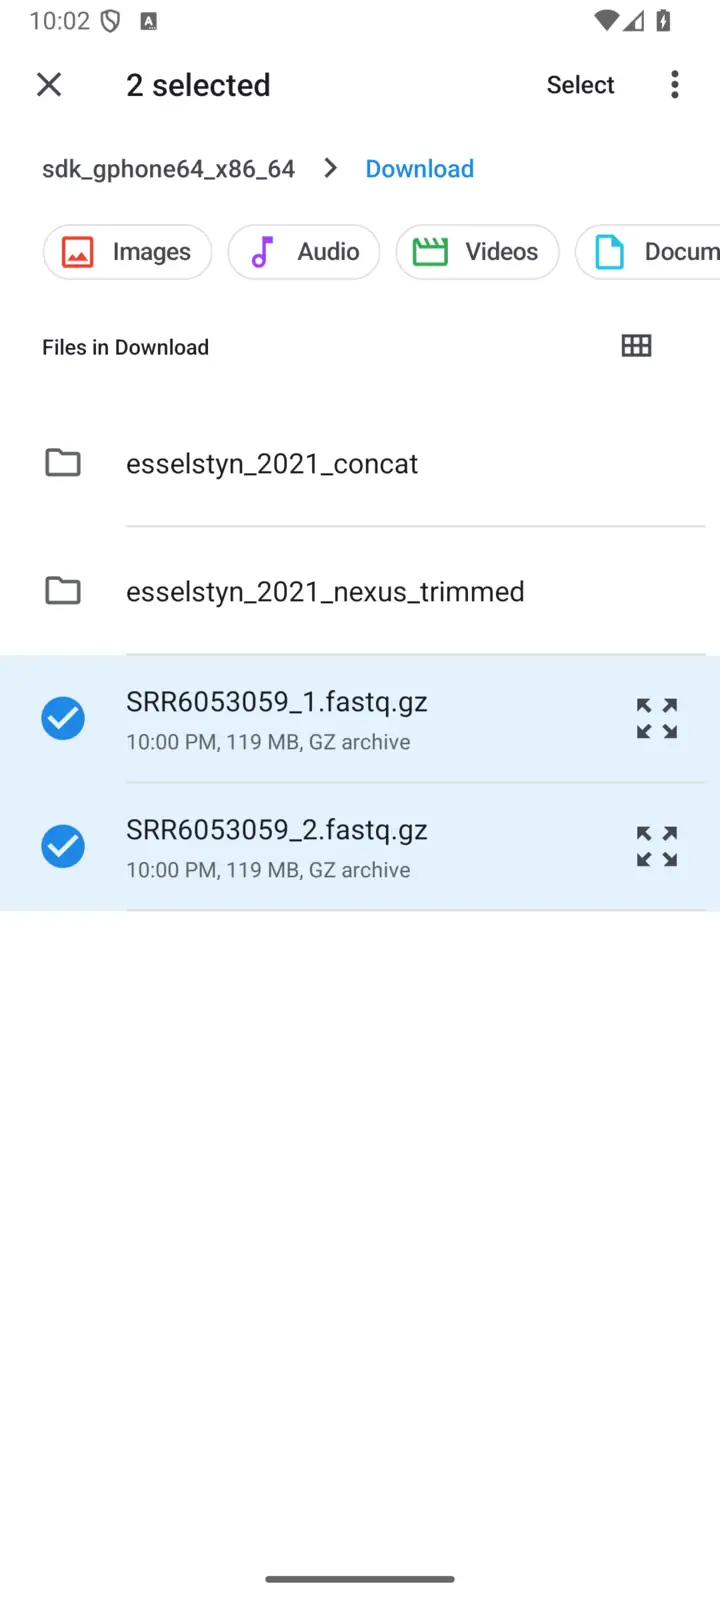 10:02
2 selected
Select
sdk_gphone64_x86_64
Download
Images
Audio
Videos
Docum
Files in Download
esselstyn_2021_concat
esselstyn_2021_nexus_trimmed
SRR6053059_1.fastq.gz
10:00 PM, 119 MB, GZ archive
SRR6053059_2.fastq.gz
10:00 PM, 119 MB, GZ archive